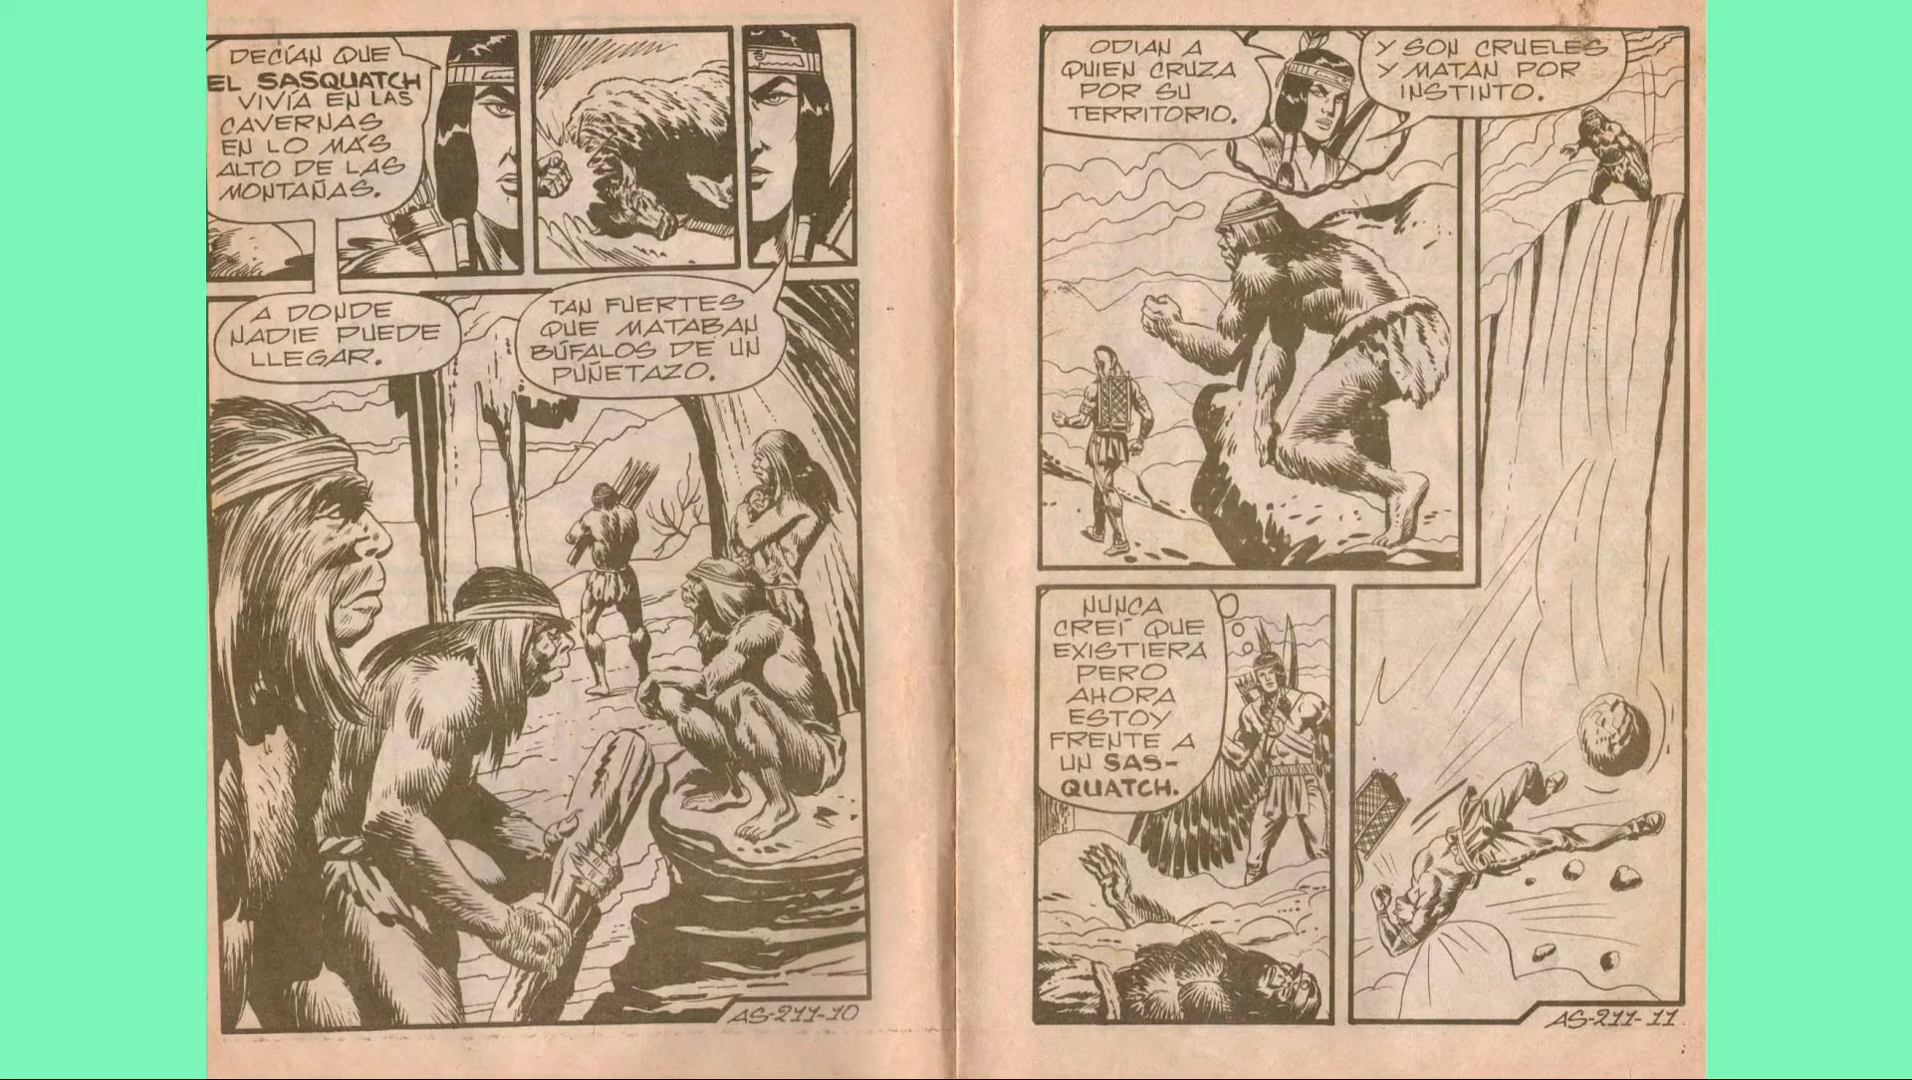 DECÍAN QUE
EL SASQUATCH
VIVÍA EN LAS
CAVERNAS
EN LO MÁS
ALTO DE LAS
MONTAÑAS.
A DONDE
NADIE PUEDE
LLEGAR.
TAN FUERTES
QUE MATABAN
BÚFALOS DE UN
PUÑETAZO.
AS-211-10
ODIAN A
QUIEN CRUZA
POR SU
TERRITORIO.
Y SON CRUELES
Y MATAN POR
INSTINTO.
NUNCA
CREÍ QUE
EXISTIERA
PERO
AHORA
ESTOY
FRENTE A
UN SAS-
QUATCH.
AS-211-11